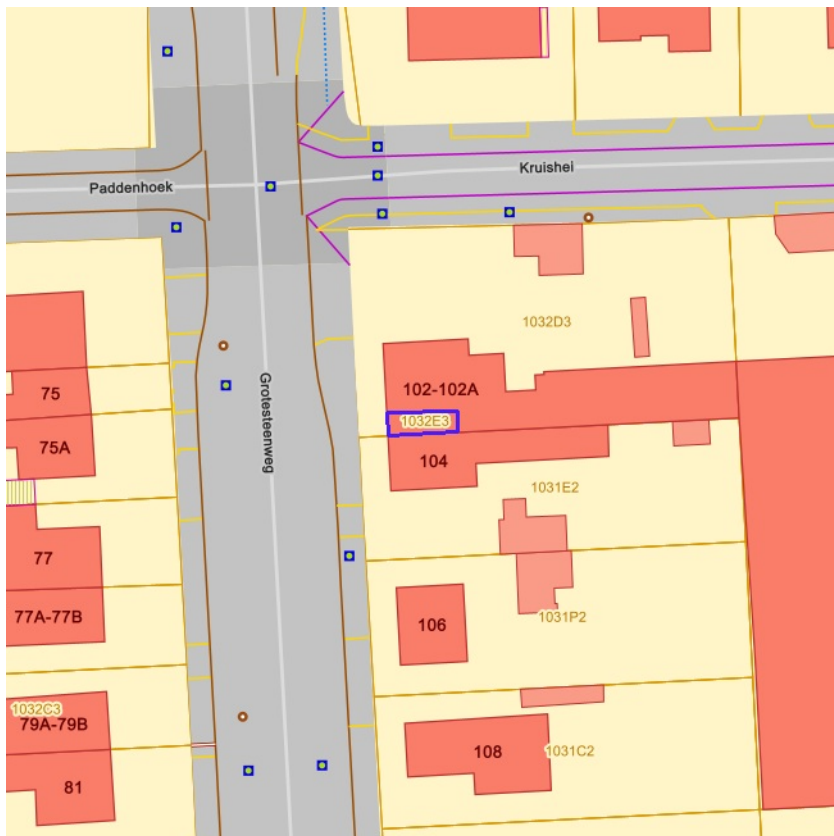 Kruishei
Paddenhoek
1032D3
Grotesteenweg
75
102-102A
1032E3
75A
104
1031E2
77
77A-77B
106
1031P2
1032C3
79A-79B
108
1031C2
81